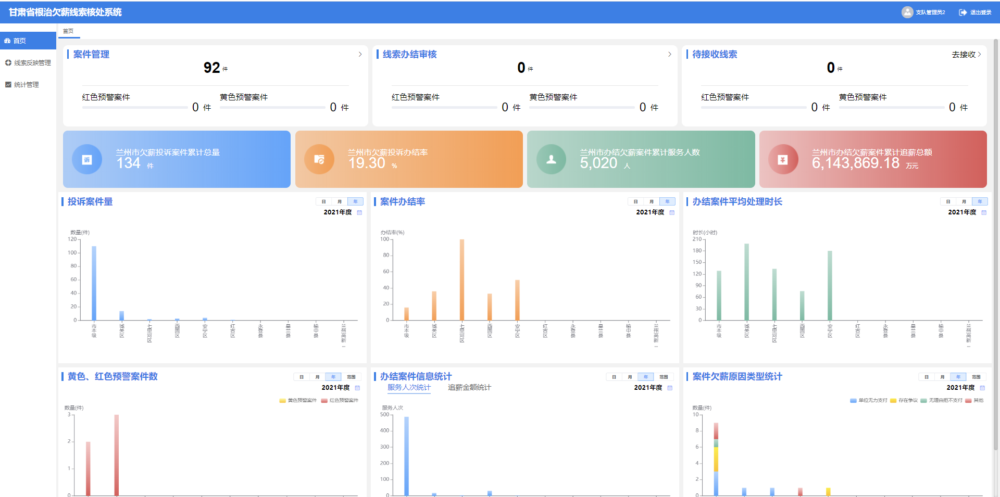 甘肃省根治欠薪线索核处系统
支队管理员2
退出登录
首页
首页
线索反映管理
统计管理
案件管理
92 件
红色预警案件
0 件
黄色预警案件
0 件
线索办结审核
0 件
红色预警案件
0 件
黄色预警案件
0 件
待接收线索
去接收
0 件
红色预警案件
0 件
黄色预警案件
0 件
诉
兰州市欠薪投诉案件累计总量
134 件
兰州市欠薪投诉办结率
19.30 %
兰州市办结欠薪案件累计服务人数
5,020 人
兰州市办结欠薪案件累计追薪总额
6,143,869.18 万元
投诉案件量
日 月 年
2021年度
数量(件)
120
100
80
60
40
20
0
市本级
城关区
七里河区
西固区
安宁区
红古区
永登县
皋兰县
榆中县
兰州高新...
案件办结率
日 月 年
2021年度
办结率(%)
100
80
60
40
20
0
市本级
城关区
七里河区
西固区
安宁区
红古区
永登县
皋兰县
榆中县
兰州高新...
办结案件平均处理时长
日 月 年
2021年度
时长(小时)
210
180
150
120
90
60
30
0
市本级
城关区
七里河区
西固区
安宁区
红古区
永登县
皋兰县
榆中县
兰州高新...
黄色、红色预警案件数
日 月 年 范围
2021年度
黄色预警案件 红色预警案件
数量(件)
3
2
1
0
办结案件信息统计
日 月 年 范围
服务人次统计 追薪金额统计
2021年度
服务人次
500
400
300
200
100
0
案件欠薪原因类型统计
日 月 年 范围
2021年度
单位无力支付 存在争议 无理由拒不支付 其他
数量(件)
10
8
6
4
2
0